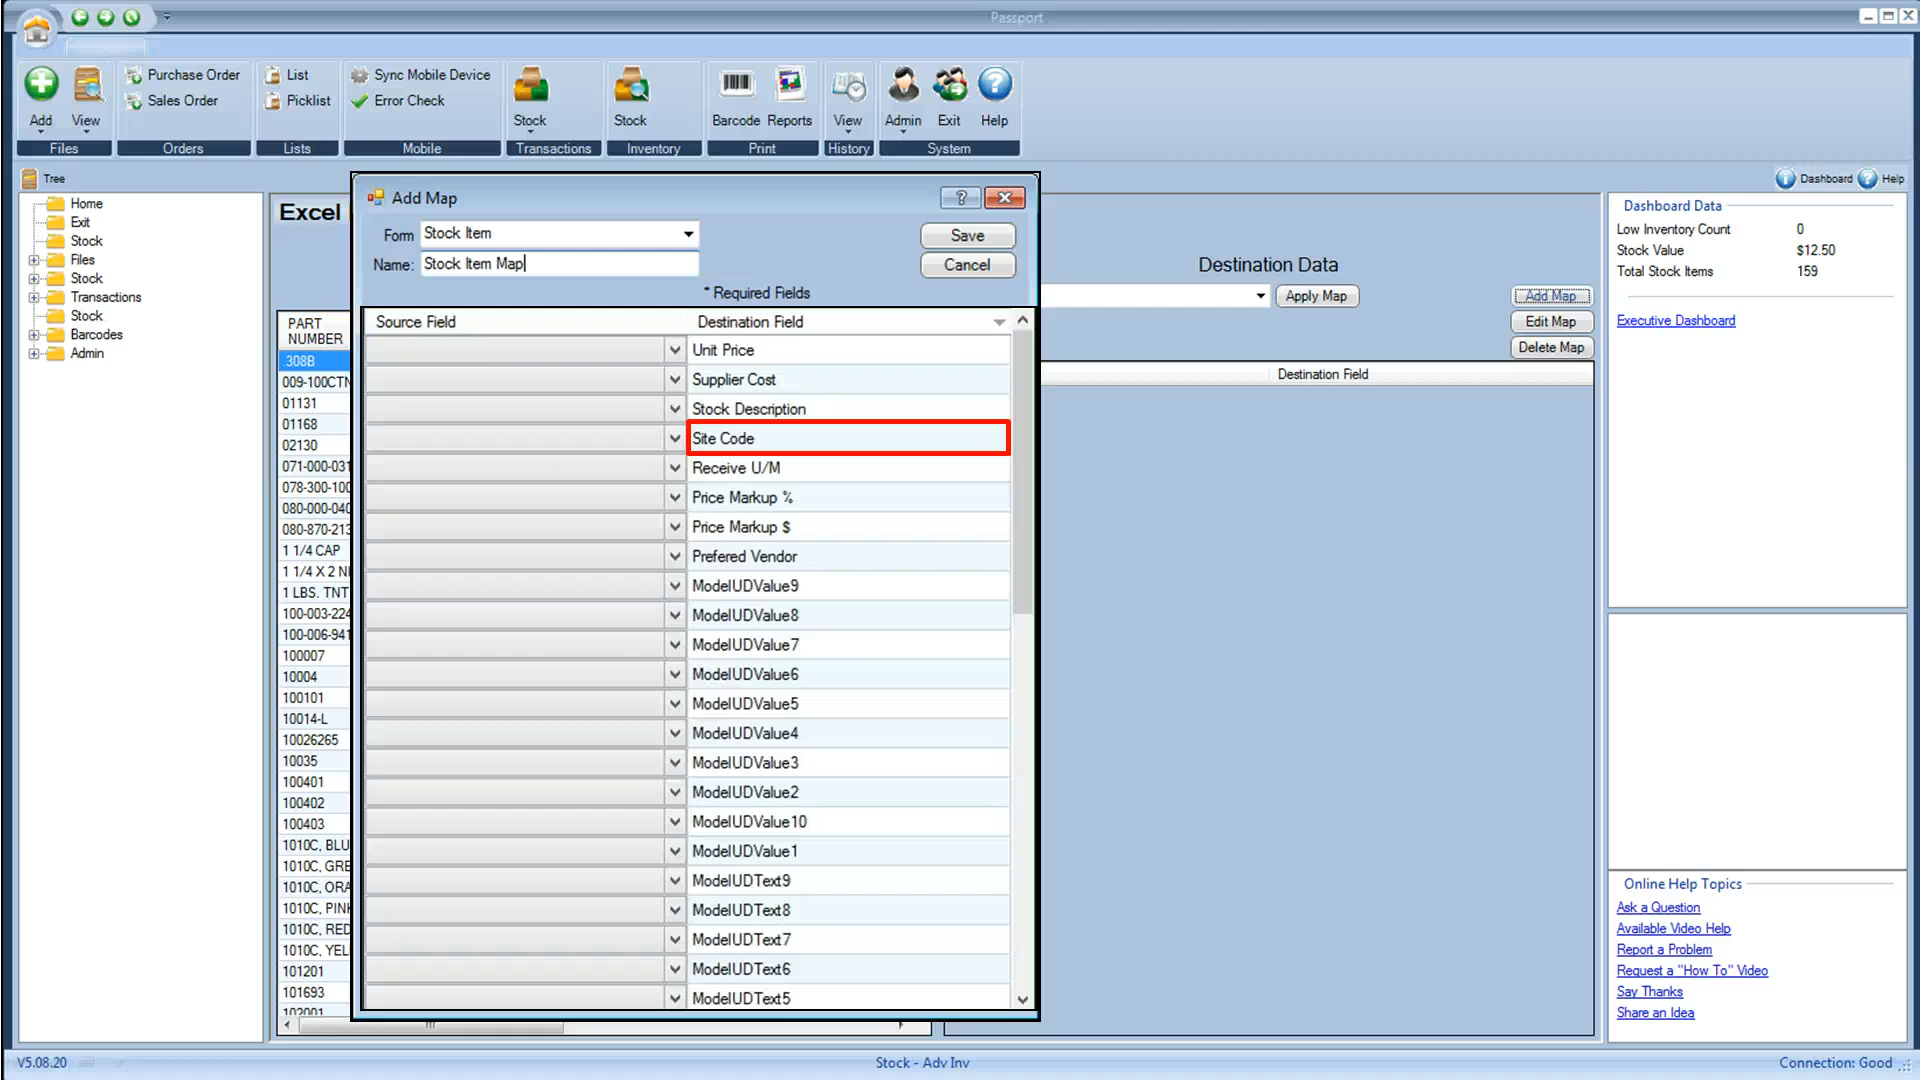 Passport
Purchase Order
List
Sync Mobile Device
Sales Order
Picklist
Error Check
Add
View
Stock
Stock
Barcode
Reports
View
Admin
Exit
Help
Files
Orders
Lists
Mobile
Transactions
Inventory
Print
History
System
Tree
Dashboard
Help
Home
Exit
Stock
Files
Stock
Transactions
Stock
Barcodes
Admin
Excel
PART
NUMBER
.308B
009-100CTN
01131
01168
02130
071-000-031
078-300-100
080-000-040
080-870-213
1 1/4 CAP
1 1/4 X 2 NI
1 LBS. TNT
100-003-224
100-006-941
100007
10004
100101
10014-L
10026265
10035
100401
100402
100403
1010C, BLU
1010C, GRE
1010C, ORA
1010C, PINK
1010C, RED
1010C, YEL
101201
101693
102001
Add Map
Form
Stock Item
Save
Name:
Stock Item Map
Cancel
* Required Fields
Source Field
Destination Field
Unit Price
Supplier Cost
Stock Description
Site Code
Receive U/M
Price Markup %
Price Markup $
Prefered Vendor
ModelUDValue9
ModelUDValue8
ModelUDValue7
ModelUDValue6
ModelUDValue5
ModelUDValue4
ModelUDValue3
ModelUDValue2
ModelUDValue10
ModelUDValue1
ModelUDText9
ModelUDText8
ModelUDText7
ModelUDText6
ModelUDText5
Destination Data
Apply Map
Add Map
Edit Map
Delete Map
Destination Field
Dashboard Data
Low Inventory Count 0
Stock Value $12.50
Total Stock Items 159
Executive Dashboard
Online Help Topics
Ask a Question
Available Video Help
Report a Problem
Request a "How To" Video
Say Thanks
Share an Idea
V5.08.20
Stock - Adv Inv
Connection: Good